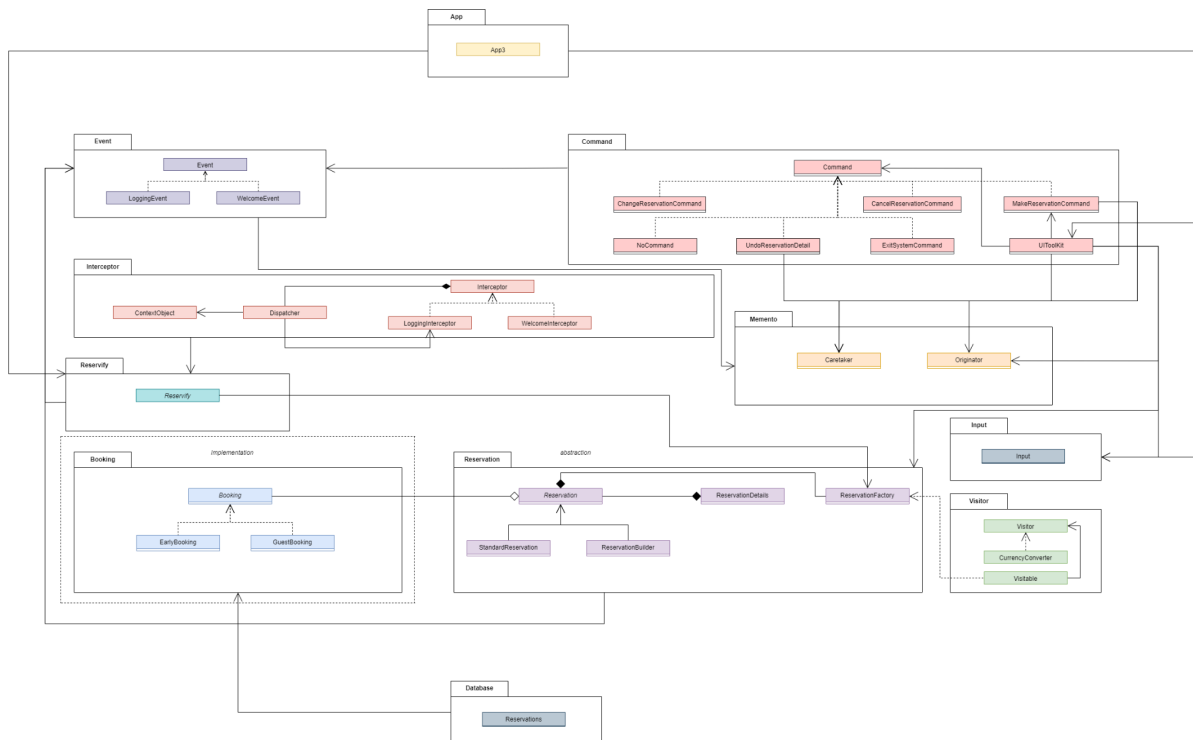 App
App3
Event
Event
LoggingEvent
WelcomeEvent
Command
Command
ChangeReservationCommand
CancelReservationCommand
MakeReservationCommand
NoCommand
UndoReservationDetail
ExitSystemCommand
UIToolKit
Interceptor
Interceptor
ContextObject
Dispatcher
LoggingInterceptor
WelcomeInterceptor
Memento
Caretaker
Originator
Reservify
Reservify
Input
Input
implementation
Booking
Booking
EarlyBooking
GuestBooking
abstraction
Reservation
Reservation
ReservationDetails
ReservationFactory
StandardReservation
ReservationBuilder
Visitor
Visitor
CurrencyConverter
Visitable
Database
Reservations